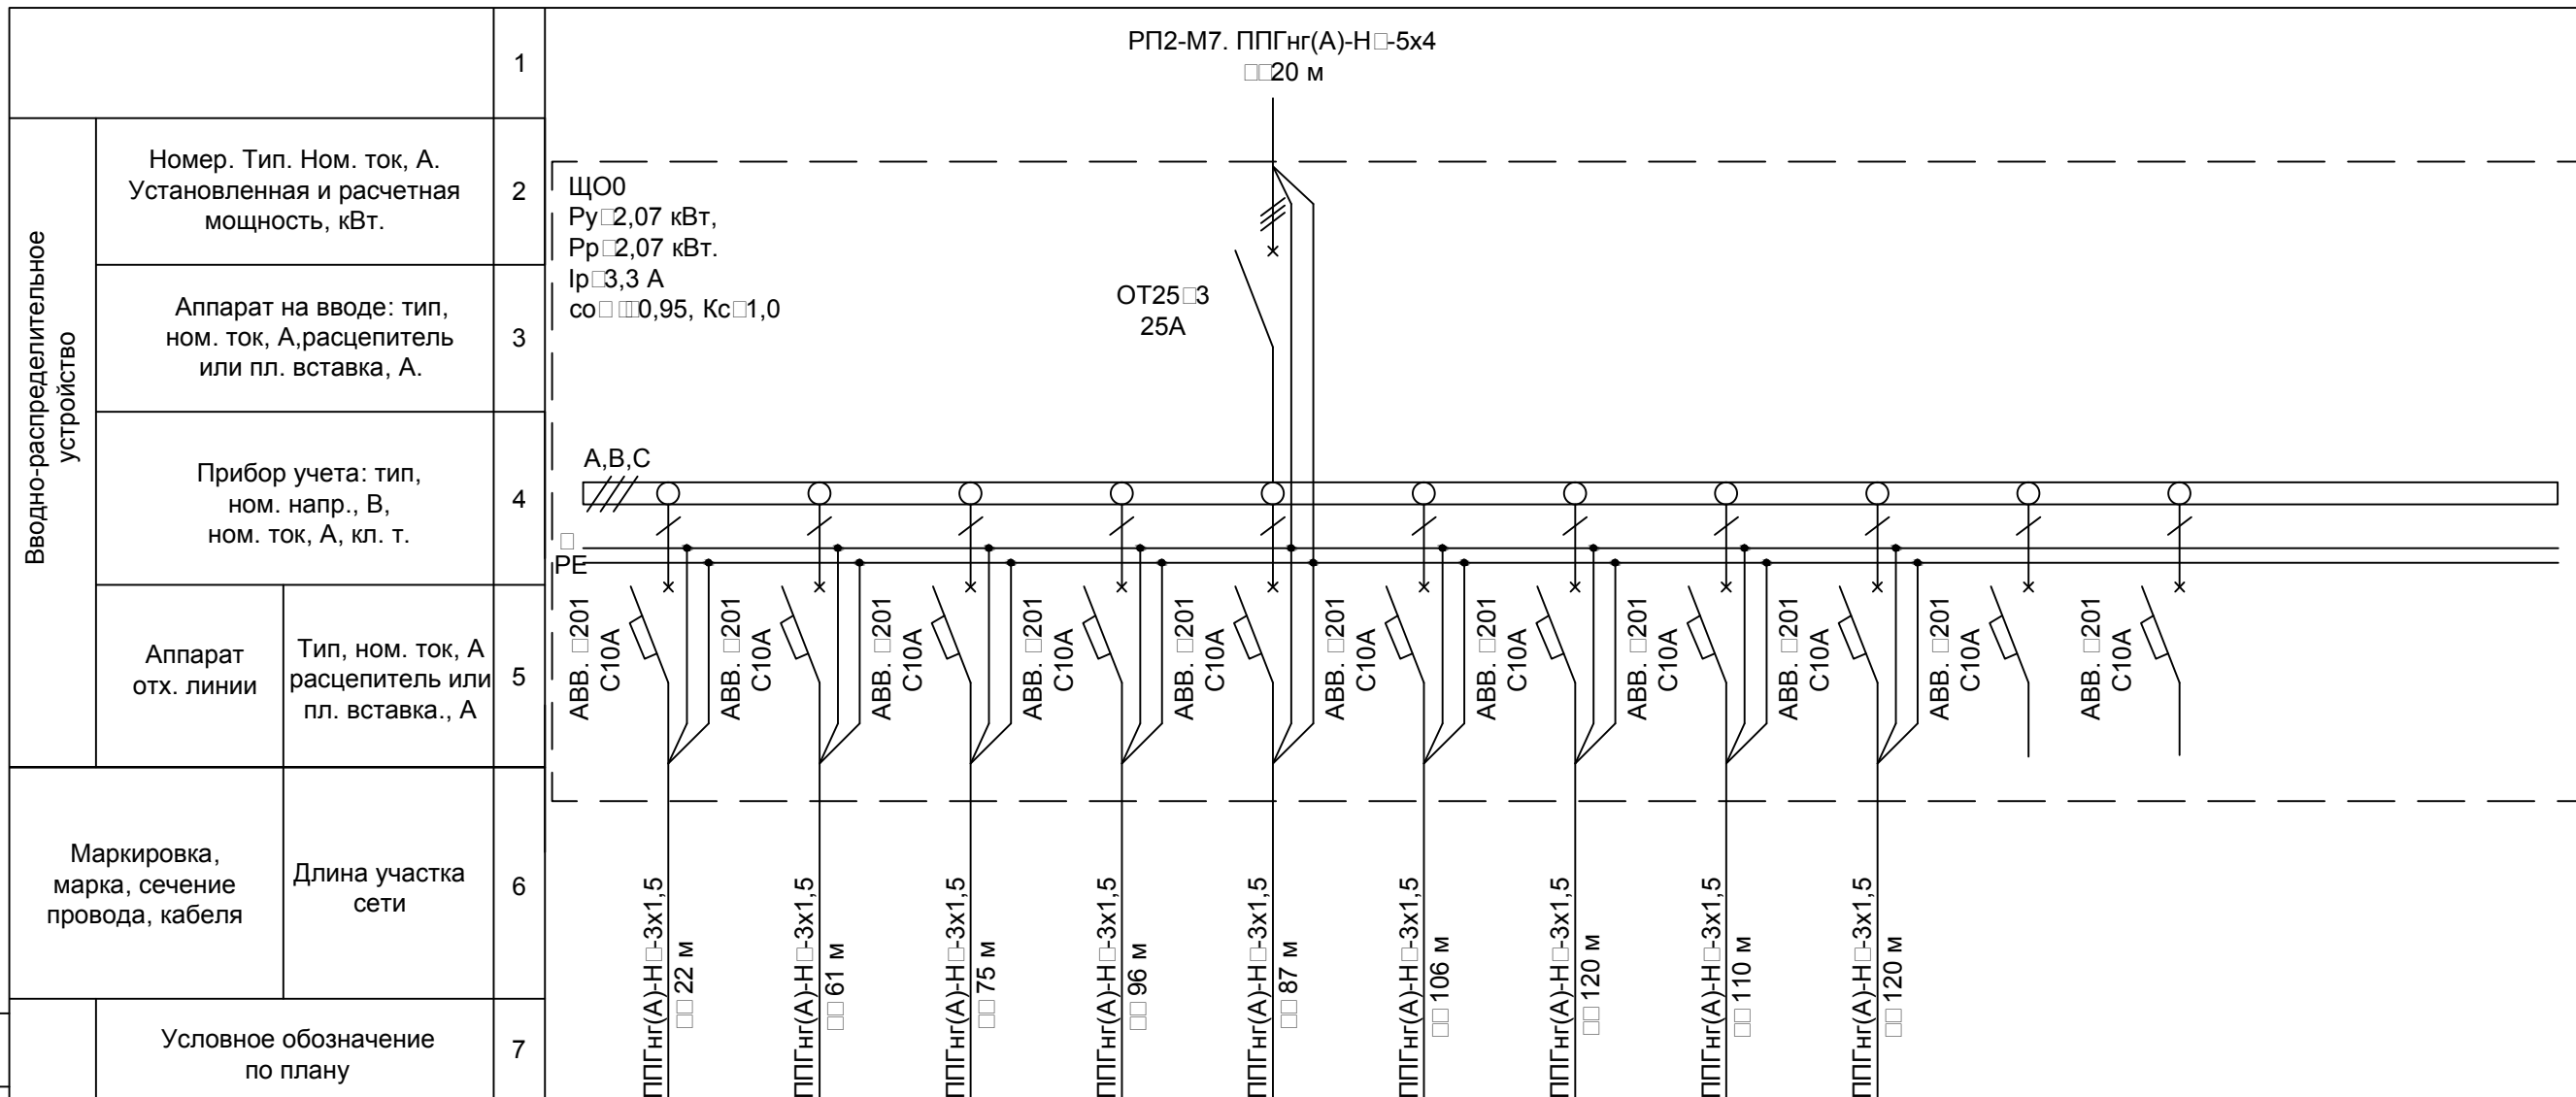 1
РП2-М7. ППГнг(А)-Н□-5х4
□□20 м
Вводно-распределительное
устройство
Номер. Тип. Ном. ток, А.
Установленная и расчетная
мощность, кВт.
2
ЩО0
Ру□2,07 кВт,
Рр□2,07 кВт.
Iр□3,3 А
со□ □□0,95, Кс□1,0
Аппарат на вводе: тип,
ном. ток, А,расцепитель
или пл. вставка, А.
3
ОТ25□3
25А
Прибор учета: тип,
ном. напр., В,
ном. ток, А, кл. т.
4
А,В,С
□
РЕ
Аппарат
отх. линии
Тип, ном. ток, А
расцепитель или
пл. вставка., А
5
АВВ. □201
С10А
АВВ. □201
С10А
АВВ. □201
С10А
АВВ. □201
С10А
АВВ. □201
С10А
АВВ. □201
С10А
АВВ. □201
С10А
АВВ. □201
С10А
АВВ. □201
С10А
АВВ. □201
С10А
АВВ. □201
С10А
Маркировка,
марка, сечение
провода, кабеля
Длина участка
сети
6
ППГнг(А)-Н□-3х1,5
□□ 22 м
ППГнг(А)-Н□-3х1,5
□□ 61 м
ППГнг(А)-Н□-3х1,5
□□ 75 м
ППГнг(А)-Н□-3х1,5
□□ 96 м
ППГнг(А)-Н□-3х1,5
□□ 87 м
ППГнг(А)-Н□-3х1,5
□□ 106 м
ППГнг(А)-Н□-3х1,5
□□ 120 м
ППГнг(А)-Н□-3х1,5
□□ 110 м
ППГнг(А)-Н□-3х1,5
□□ 120 м
Условное обозначение
по плану
7